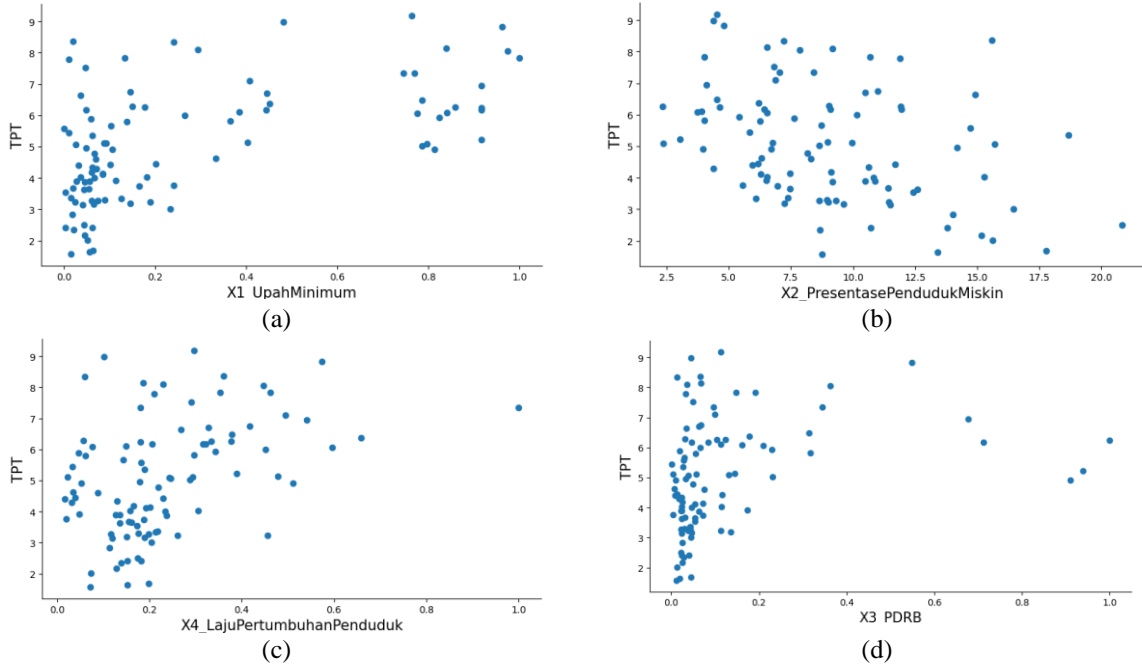 9
8
7
6
5
4
3
2
TPT
0.0 0.2 0.4 0.6 0.8 1.0
X1_UpahMinimum
(a)
9
8
7
6
5
4
3
2
TPT
2.5 5.0 7.5 10.0 12.5 15.0 17.5 20.0
X2_PresentasePendudukMiskin
(b)
9
8
7
6
5
4
3
2
TPT
0.0 0.2 0.4 0.6 0.8 1.0
X4_LajuPertumbuhanPenduduk
(c)
9
8
7
6
5
4
3
2
TPT
0.0 0.2 0.4 0.6 0.8 1.0
X3_PDRB
(d)